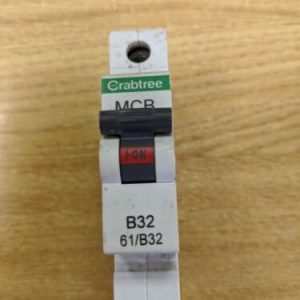 Crabtree
MCB
I-ON
B32
61/B32